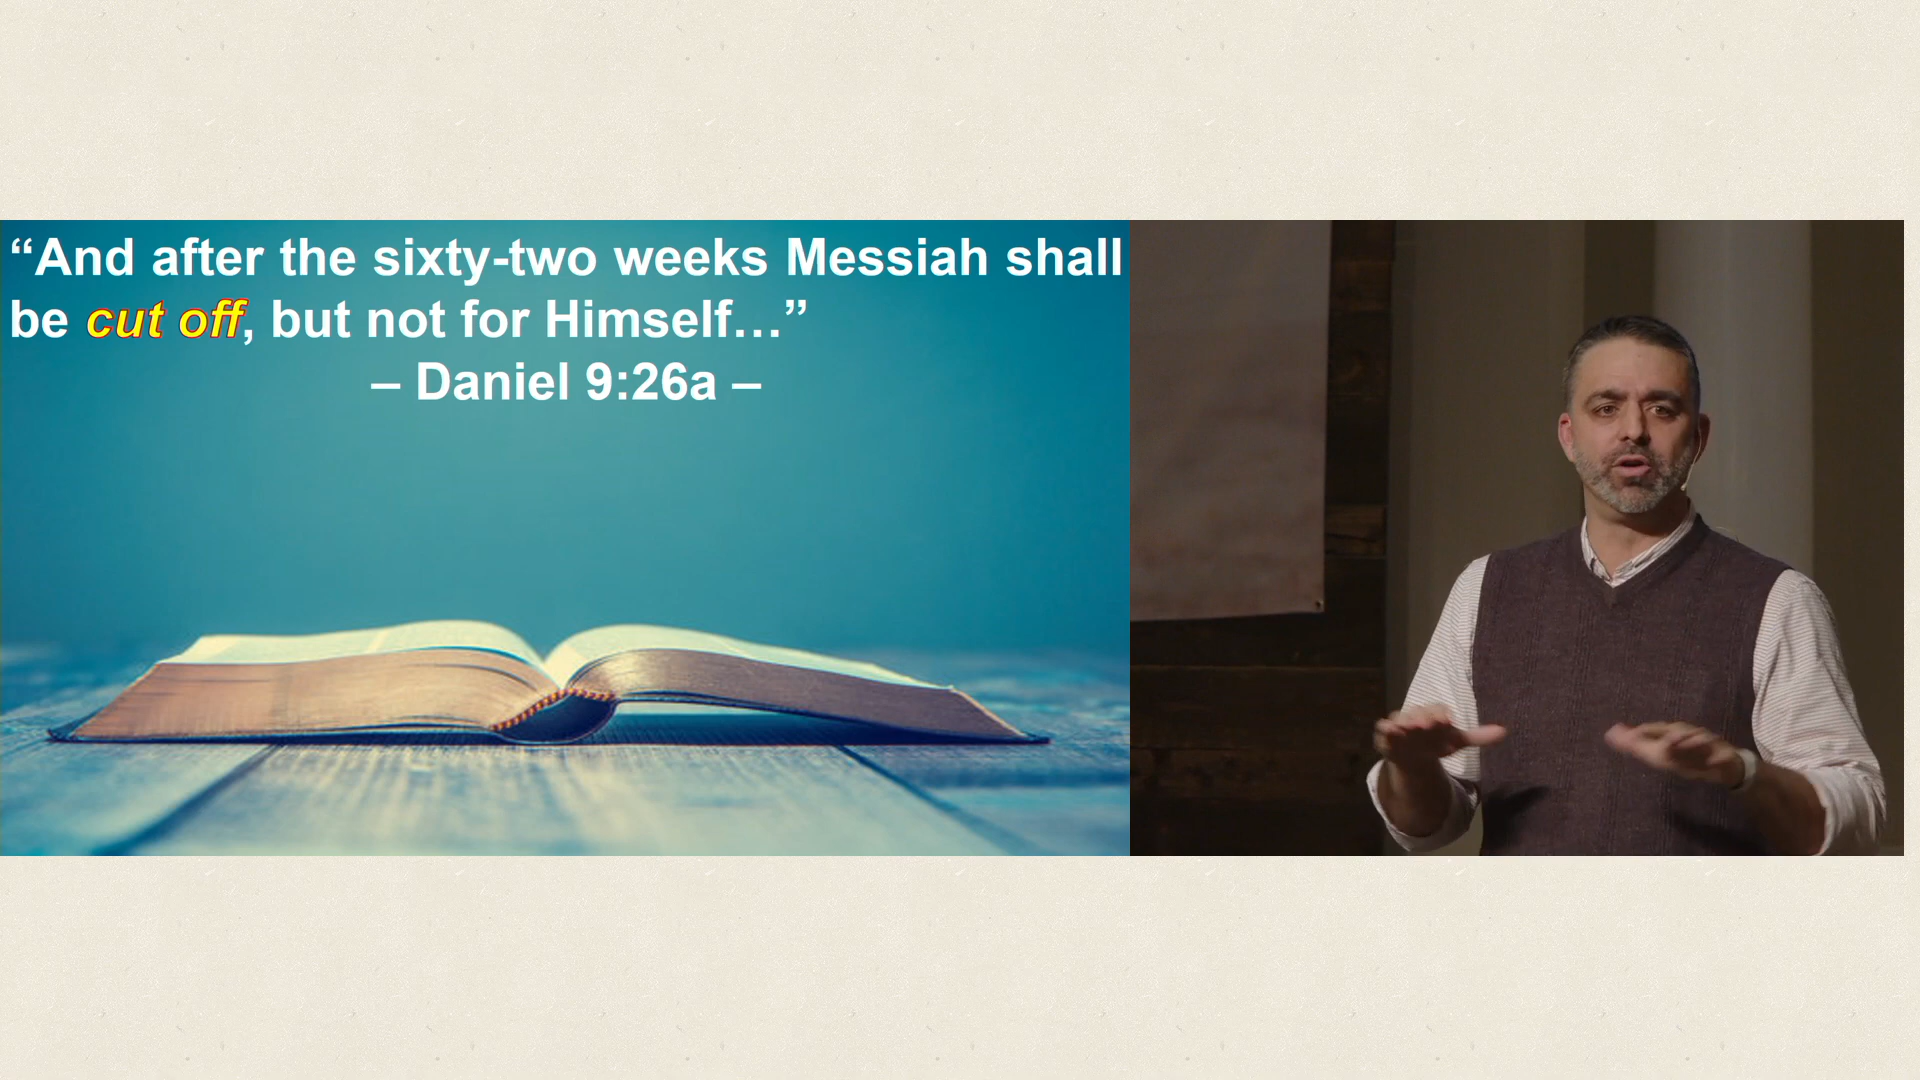 “And after the sixty-two weeks Messiah shall
be cut off, but not for Himself…”
– Daniel 9:26a –